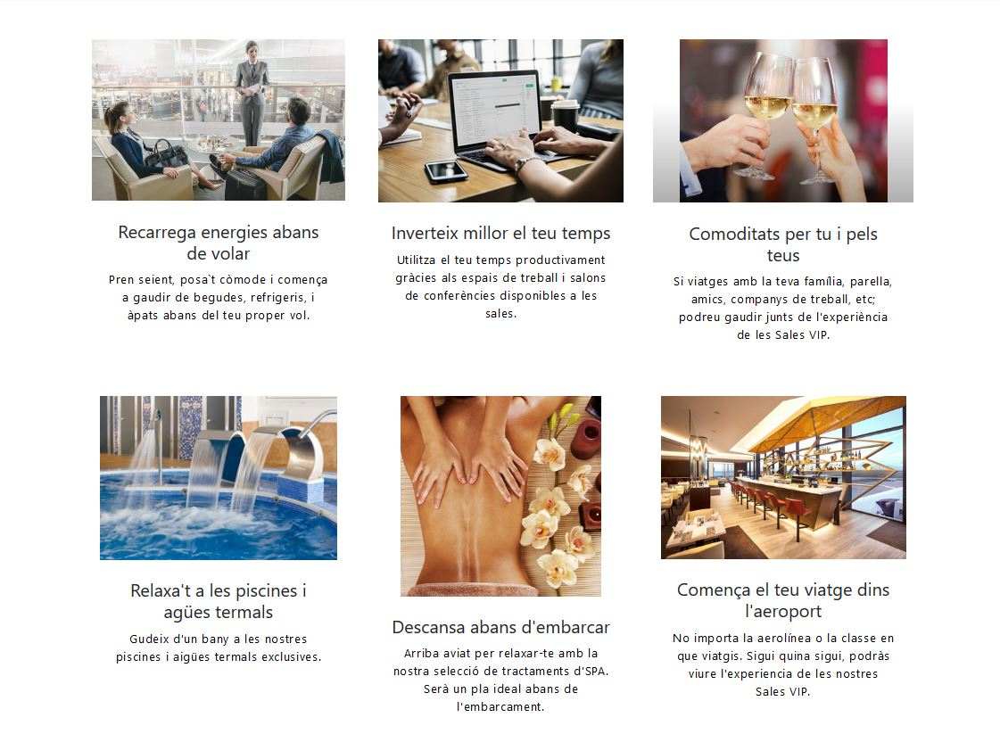 Recarrega energies abans
de volar
Pren seient, posa`t còmode i comença
a gaudir de begudes, refrigeris, i
àpats abans del teu proper vol.
Inverteix millor el teu temps
Utilitza el teu temps productivament
gràcies als espais de treball i salons
de conferències disponibles a les
sales.
Comoditats per tu i pels
teus
Si viatges amb la teva família, parella,
amics, companys de treball, etc;
podreu gaudir junts de l'experiència
de les Sales VIP.
Relaxa't a les piscines i
agües termals
Gudeix d'un bany a les nostres
piscines i aigües termals exclusives.
Descansa abans d'embarcar
Arriba aviat per relaxar-te amb la
nostra selecció de tractaments d'SPA.
Serà un pla ideal abans de
l'embarcament.
Comença el teu viatge dins
l'aeroport
No importa la aerolínea o la classe en
que viatgis. Sigui quina sigui, podràs
viure l'experiencia de les nostres
Sales VIP.